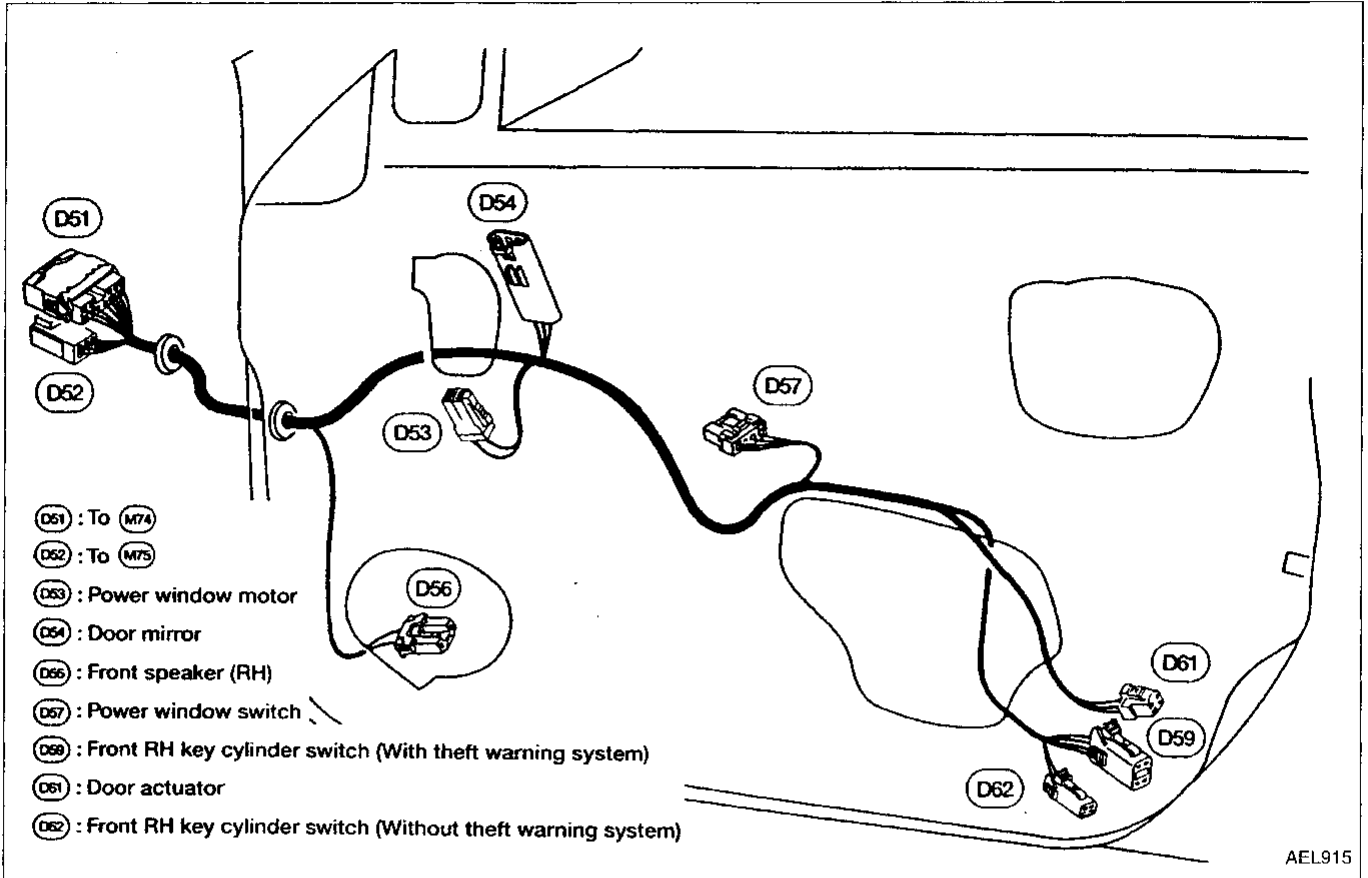 D51
D54
D52
D53
D57
D51 : To M74
D52 : To M75
D53 : Power window motor
D54 : Door mirror
D56 : Front speaker (RH)
D57 : Power window switch
D59 : Front RH key cylinder switch (With theft warning system)
D61 : Door actuator
D62 : Front RH key cylinder switch (Without theft warning system)
D56
D61
D59
D62
AEL915